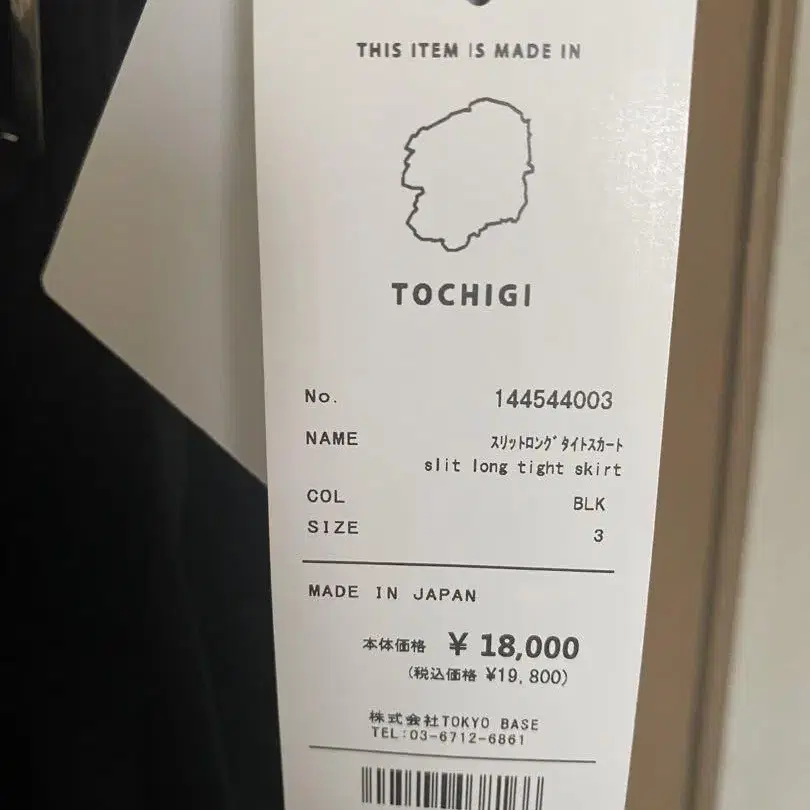 THIS ITEM IS MADE IN
TOCHIGI
No. 144544003
NAME ｽﾘｯﾄﾛﾝｸﾞﾀｲﾄｽｶｰﾄ
slit long tight skirt
COL BLK
SIZE 3
MADE IN JAPAN
本体価格 ¥ 18,000
(税込価格 ¥19,800)
株式会社TOKYO BASE
TEL:03-6712-6861